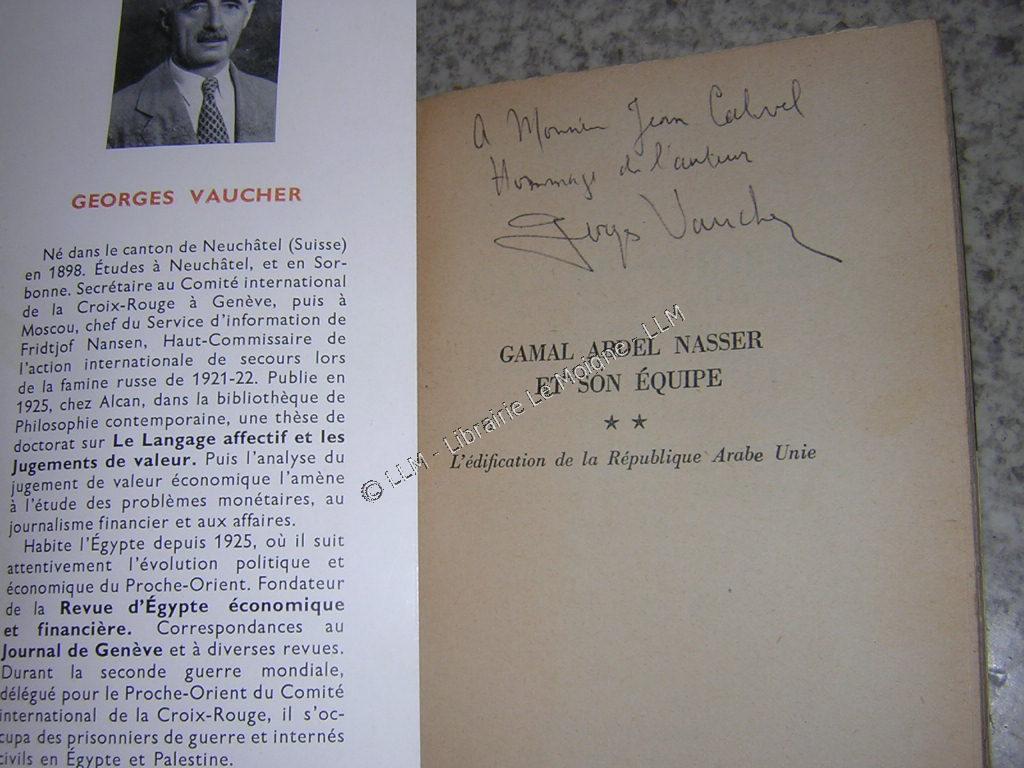 GEORGES VAUCHER
Né dans le canton de Neuchâtel (Suisse)
en 1898. Études à Neuchâtel, et en Sor-
bonne. Secrétaire au Comité international
de la Croix-Rouge à Genève, puis à
Moscou, chef du Service d'information de
Fridtjof Nansen, Haut-Commissaire de
l'action internationale de secours lors
de la famine russe de 1921-22. Publie en
1925, chez Alcan, dans la bibliothèque de
Philosophie contemporaine, une thèse de
doctorat sur Le Langage affectif et les
Jugements de valeur. Puis l'analyse du
jugement de valeur économique l'amène
à l'étude des problèmes monétaires, au
journalisme financier et aux affaires.
Habite l'Égypte depuis 1925, où il suit
attentivement l'évolution politique et
économique du Proche-Orient. Fondateur
de la Revue d'Égypte économique
et financière. Correspondances au
Journal de Genève et à diverses revues.
Durant la seconde guerre mondiale,
délégué pour le Proche-Orient du Comité
international de la Croix-Rouge, il s'oc-
cupa des prisonniers de guerre et internés
civils en Égypte et Palestine.
A Monsieur Jean
Hommage de l'auteur
Georges Vaucher
GAMAL ABDEL NASSER
ET SON ÉQUIPE
★ ★
L'édification de la République Arabe Unie
© LLM - Librairie Le Moigne - LLM